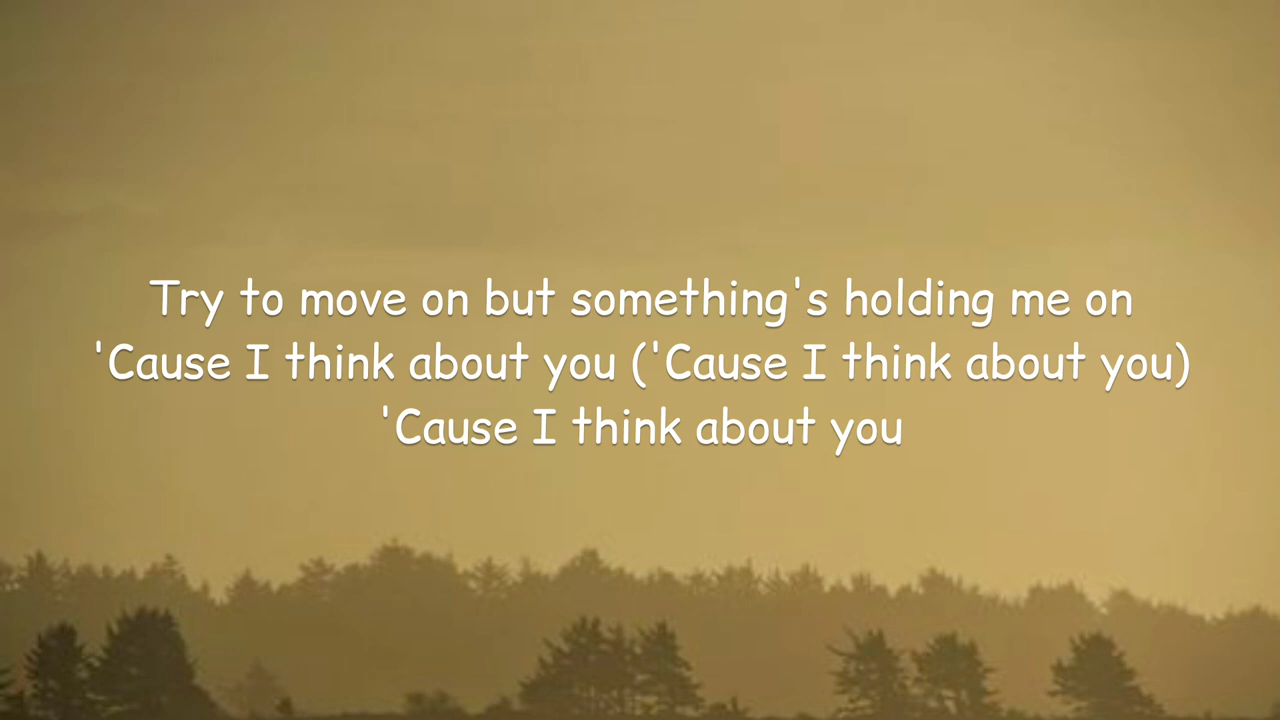 Try to move on but something's holding me on
'Cause I think about you ('Cause I think about you)
'Cause I think about you